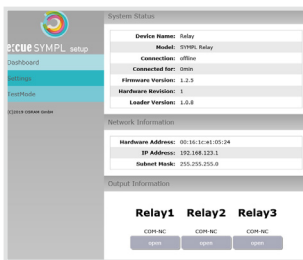 e:cue SYMPL setup
Dashboard
Settings
TestMode
(C)2019 OSRAM GmbH
System Status
Device Name: Relay
Model: SYMPL Relay
Connection: offline
Connected for: 0min
Firmware Version: 1.2.5
Hardware Revision: 1
Loader Version: 1.0.0
Network Information
Hardware Address: 00:16:1c:e1:05:24
IP Address: 192.168.123.1
Subnet Mask: 255.255.255.0
Output Information
Relay1 Relay2 Relay3
COM-NC COM-NC COM-NC
open open open